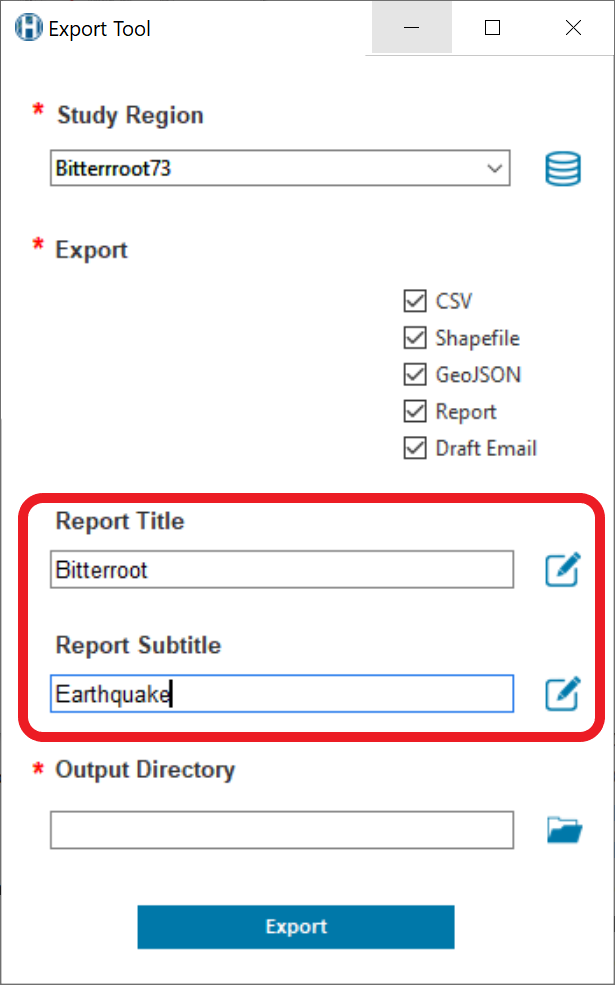 Export Tool
* Study Region
Bitterrroot73
* Export
CSV
Shapefile
GeoJSON
Report
Draft Email
Report Title
Bitterroot
Report Subtitle
Earthquake
* Output Directory
Export